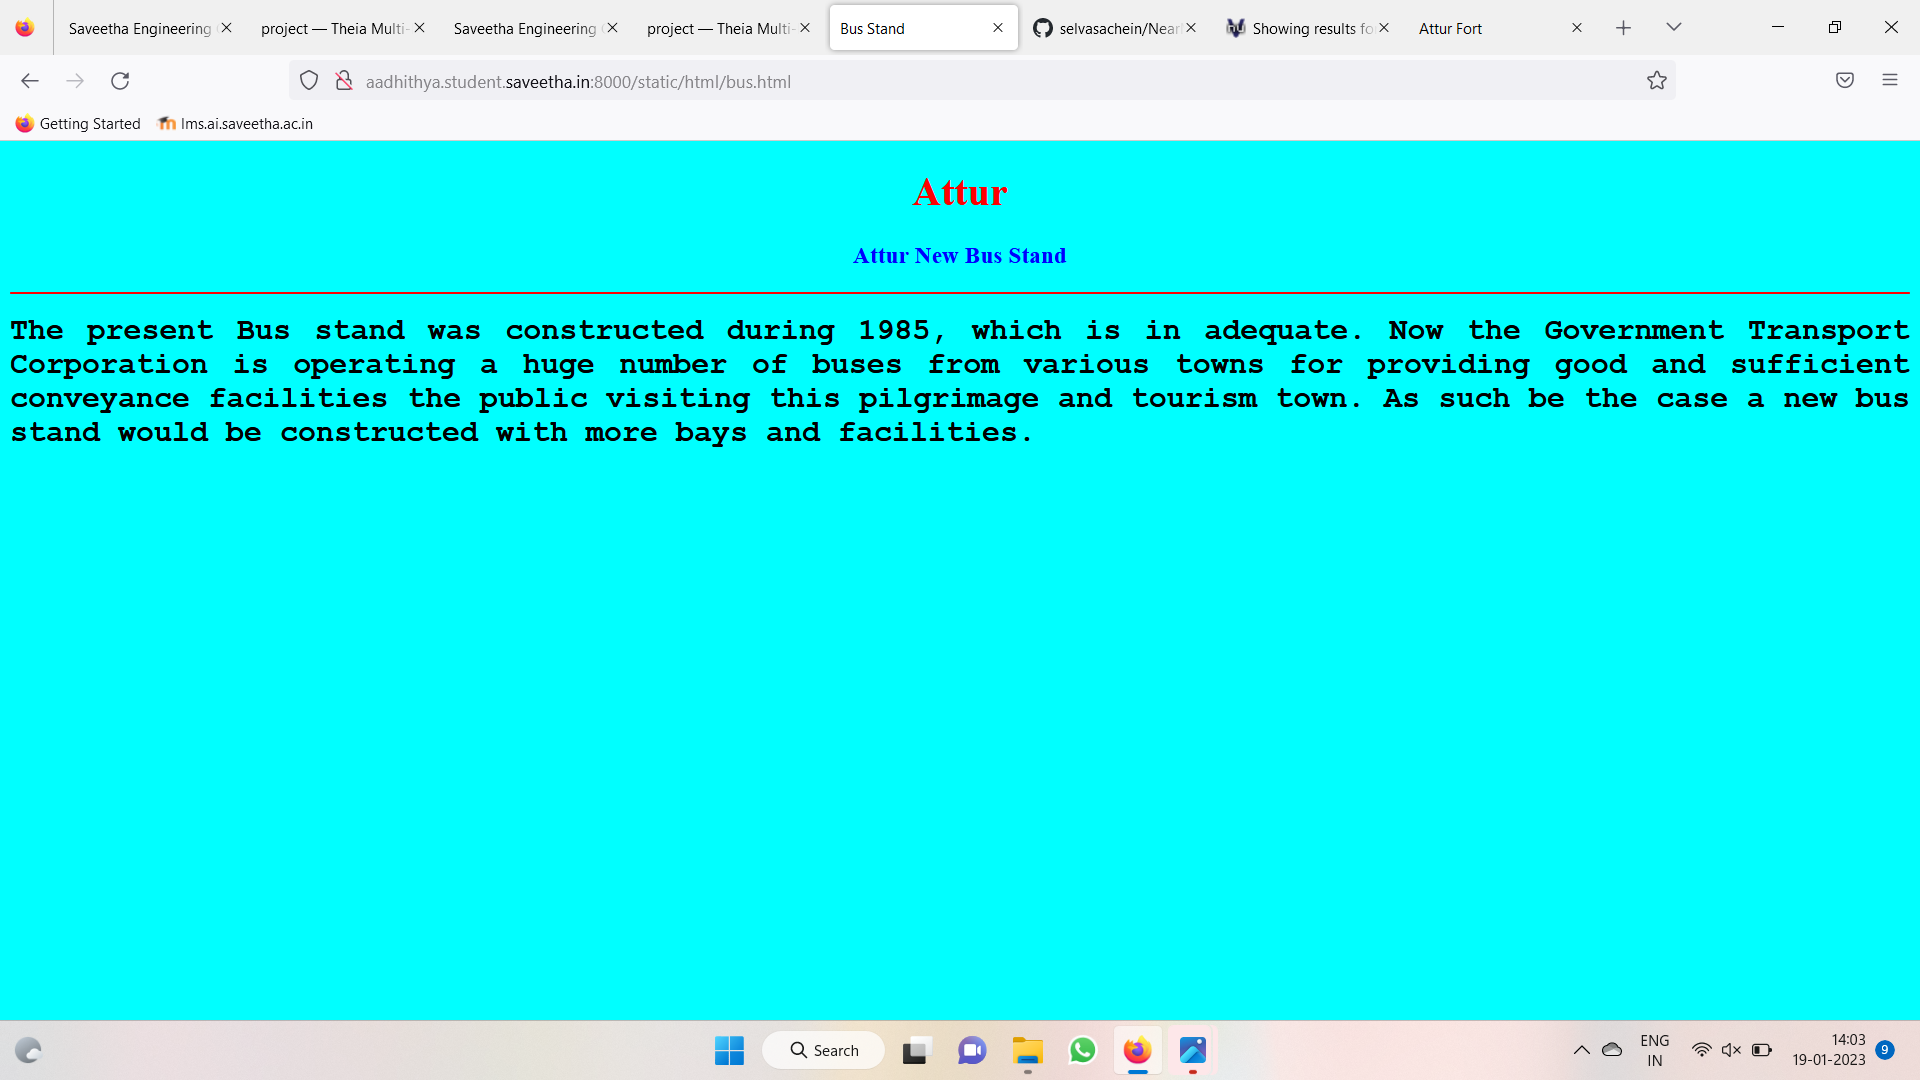 Saveetha Engineering
project — Theia Multi-
Saveetha Engineering
project — Theia Multi-
Bus Stand
selvasachein/Near
Showing results fo
Attur Fort
aadhithya.student.saveetha.in:8000/static/html/bus.html
Getting Started
lms.ai.saveetha.ac.in
Attur
Attur New Bus Stand
The present Bus stand was constructed during 1985, which is in adequate. Now the Government Transport
Corporation is operating a huge number of buses from various towns for providing good and sufficient
conveyance facilities the public visiting this pilgrimage and tourism town. As such be the case a new bus
stand would be constructed with more bays and facilities.
Search
ENG
IN
14:03
19-01-2023
9